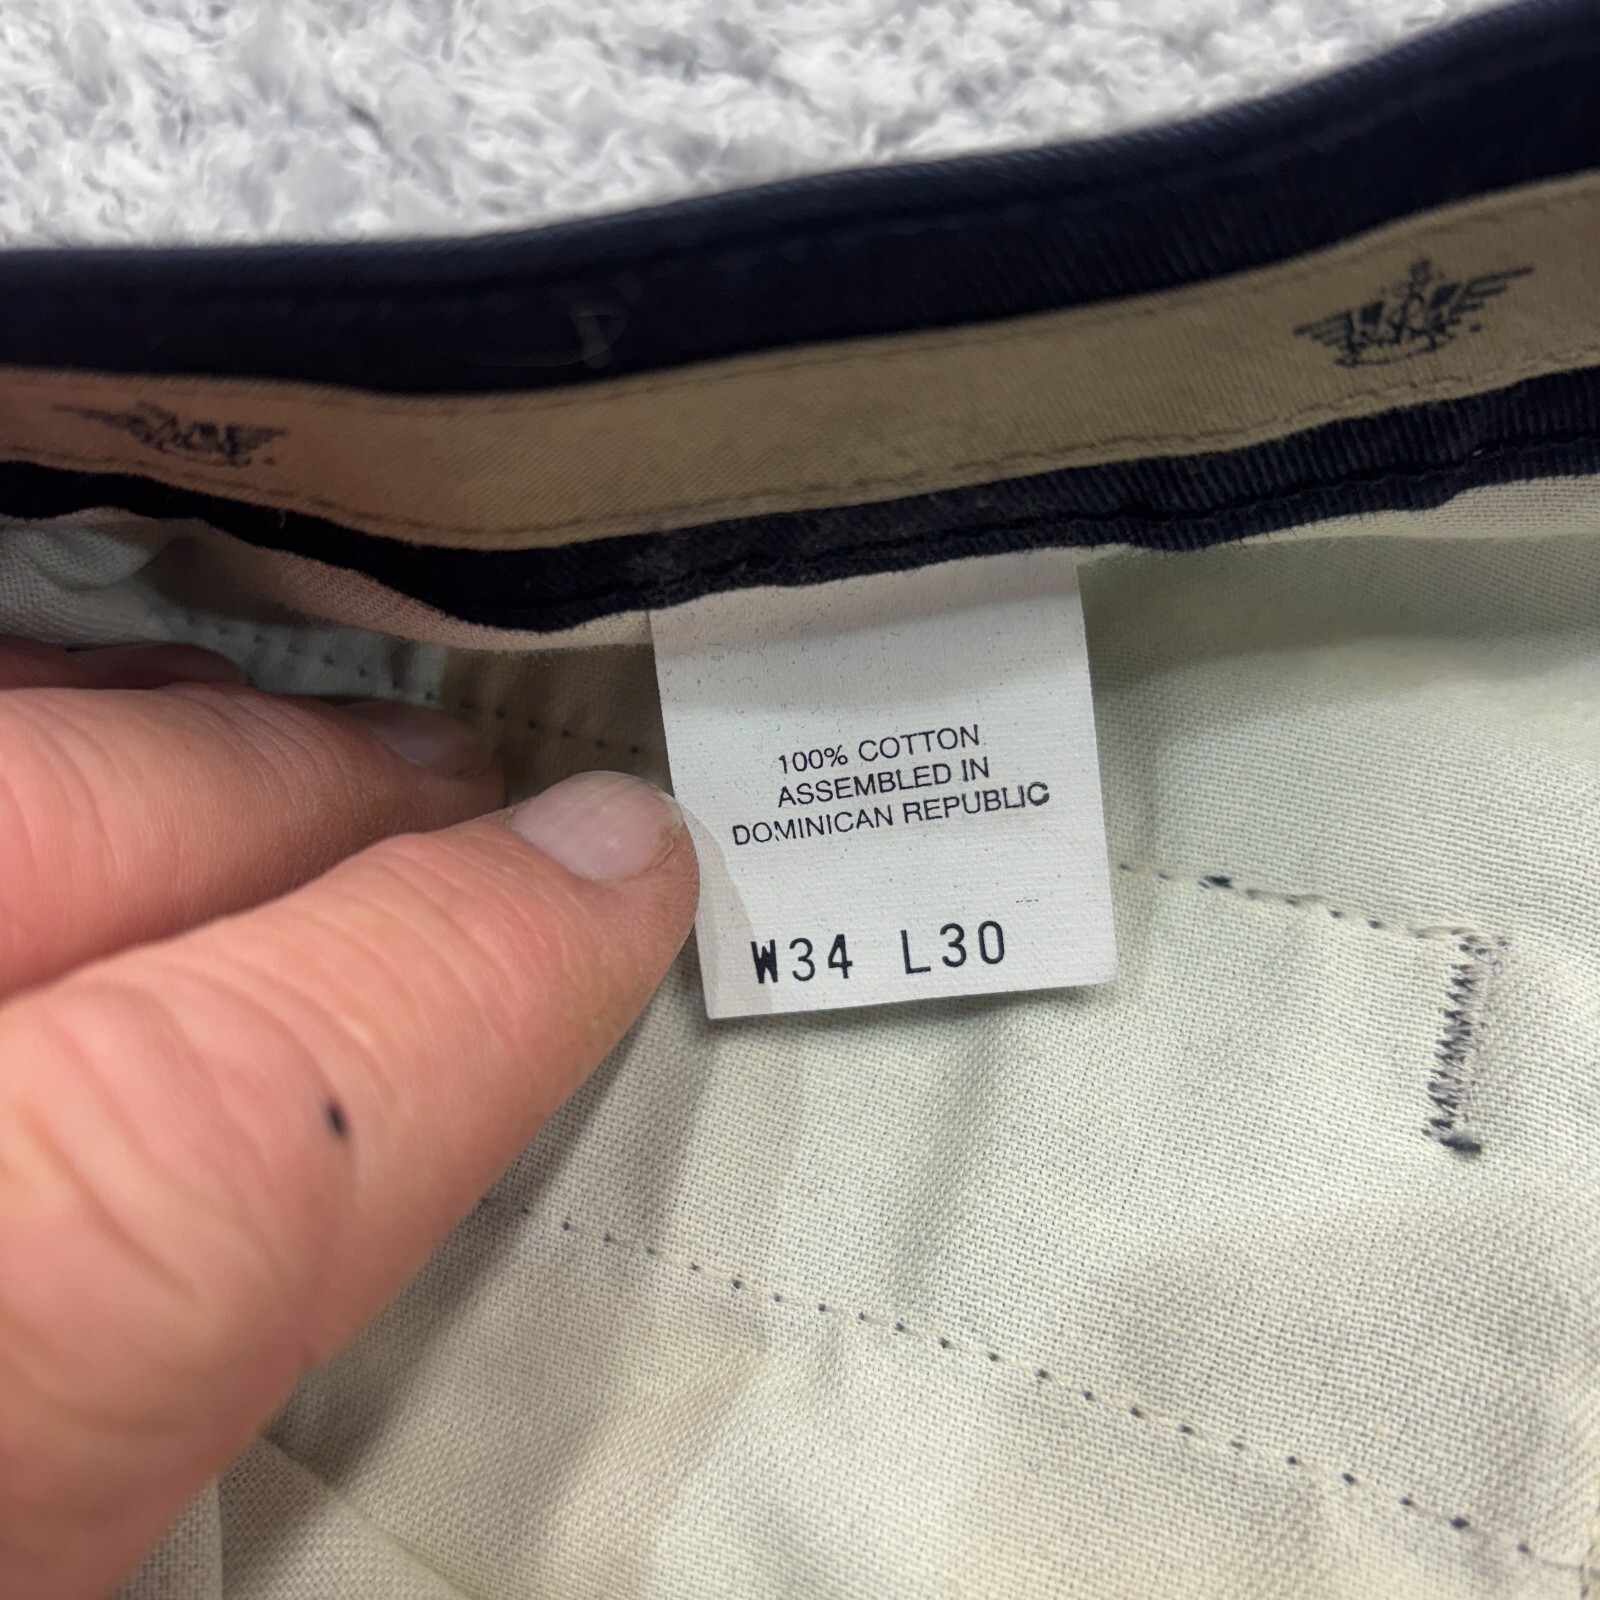 100% COTTON
ASSEMBLED IN
DOMINICAN REPUBLIC
W34 L30